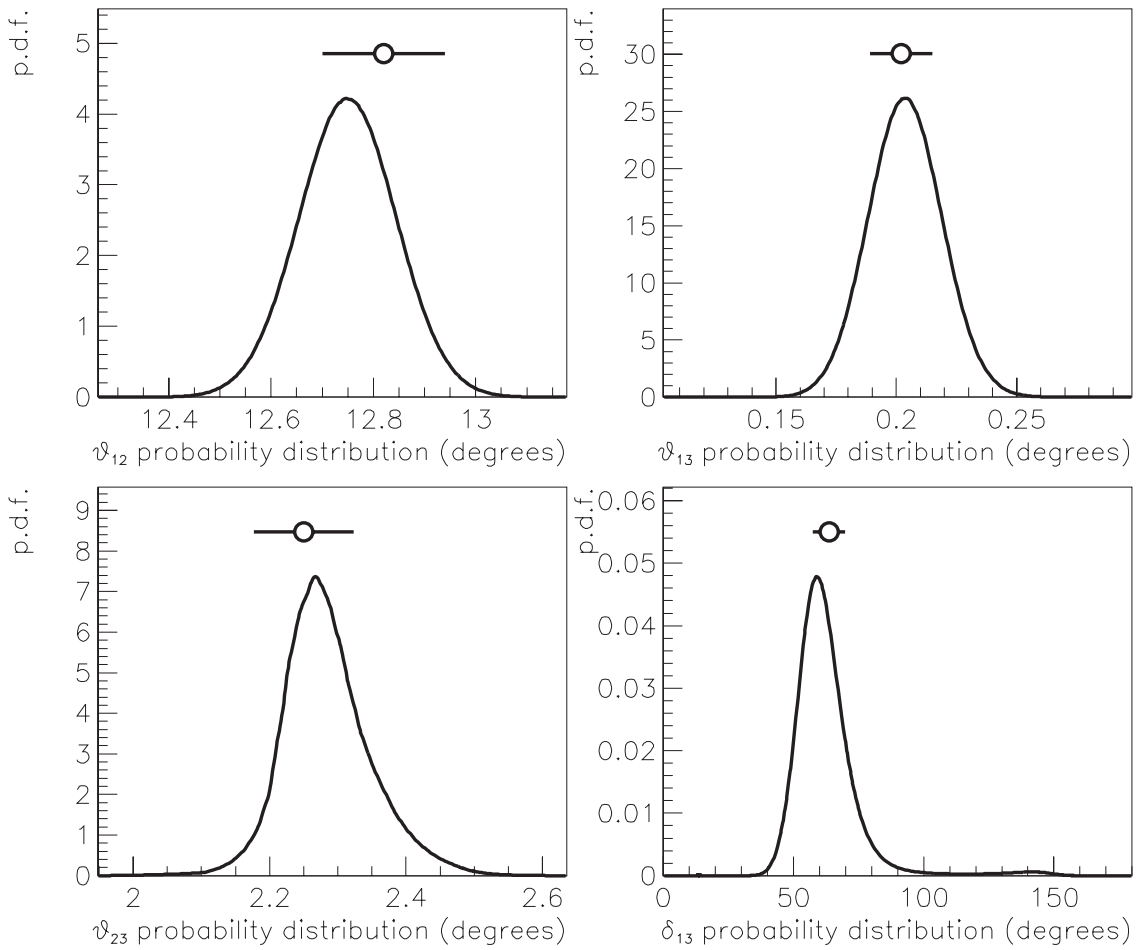 p.d.f.
5
4
3
2
1
0
12.4 12.6 12.8 13
ϑ₁₂ probability distribution (degrees)
p.d.f.
30
25
20
15
10
5
0
0.15 0.2 0.25
ϑ₁₃ probability distribution (degrees)
p.d.f.
9
8
7
6
5
4
3
2
1
0
2 2.2 2.4 2.6
ϑ₂₃ probability distribution (degrees)
p.d.f.
0.06
0.05
0.04
0.03
0.02
0.01
0
0 50 100 150
δ₁₃ probability distribution (degrees)